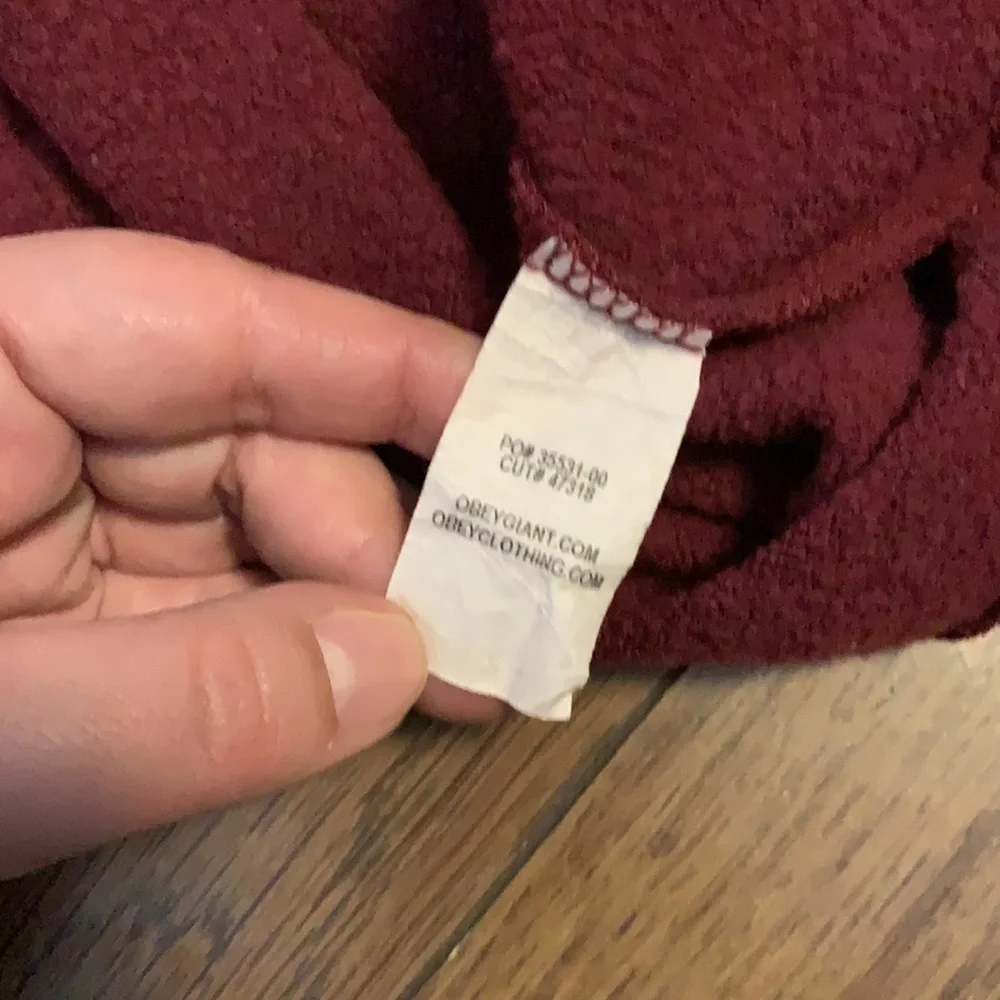 PO# 35531-00
CUT# 47318
OBEYGIANT.COM
OBEYCLOTHING.COM